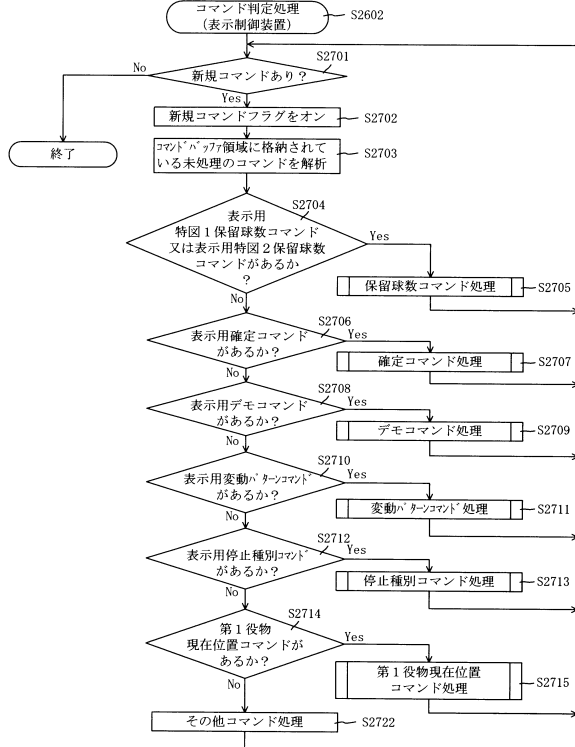 コマンド判定処理
(表示制御装置)
S2602
S2701
新規コマンドあり？
No
Yes
新規コマンドフラグをオン
S2702
終了
コマンドバッファ領域に格納されて
いる未処理のコマンドを解析
S2703
S2704
表示用
特図1保留球数コマンド
又は表示用特図2保留球数
コマンドがあるか
？
Yes
No
保留球数コマンド処理
S2705
S2706
表示用確定コマンド
があるか？
Yes
No
確定コマンド処理
S2707
S2708
表示用デモコマンド
があるか？
Yes
No
デモコマンド処理
S2709
S2710
表示用変動パターンコマンド
があるか？
Yes
No
変動パターンコマンド処理
S2711
S2712
表示用停止種別コマンド
があるか？
Yes
No
停止種別コマンド処理
S2713
S2714
第1役物
現在位置コマンドが
あるか？
Yes
No
第1役物現在位置
コマンド処理
S2715
その他コマンド処理
S2722